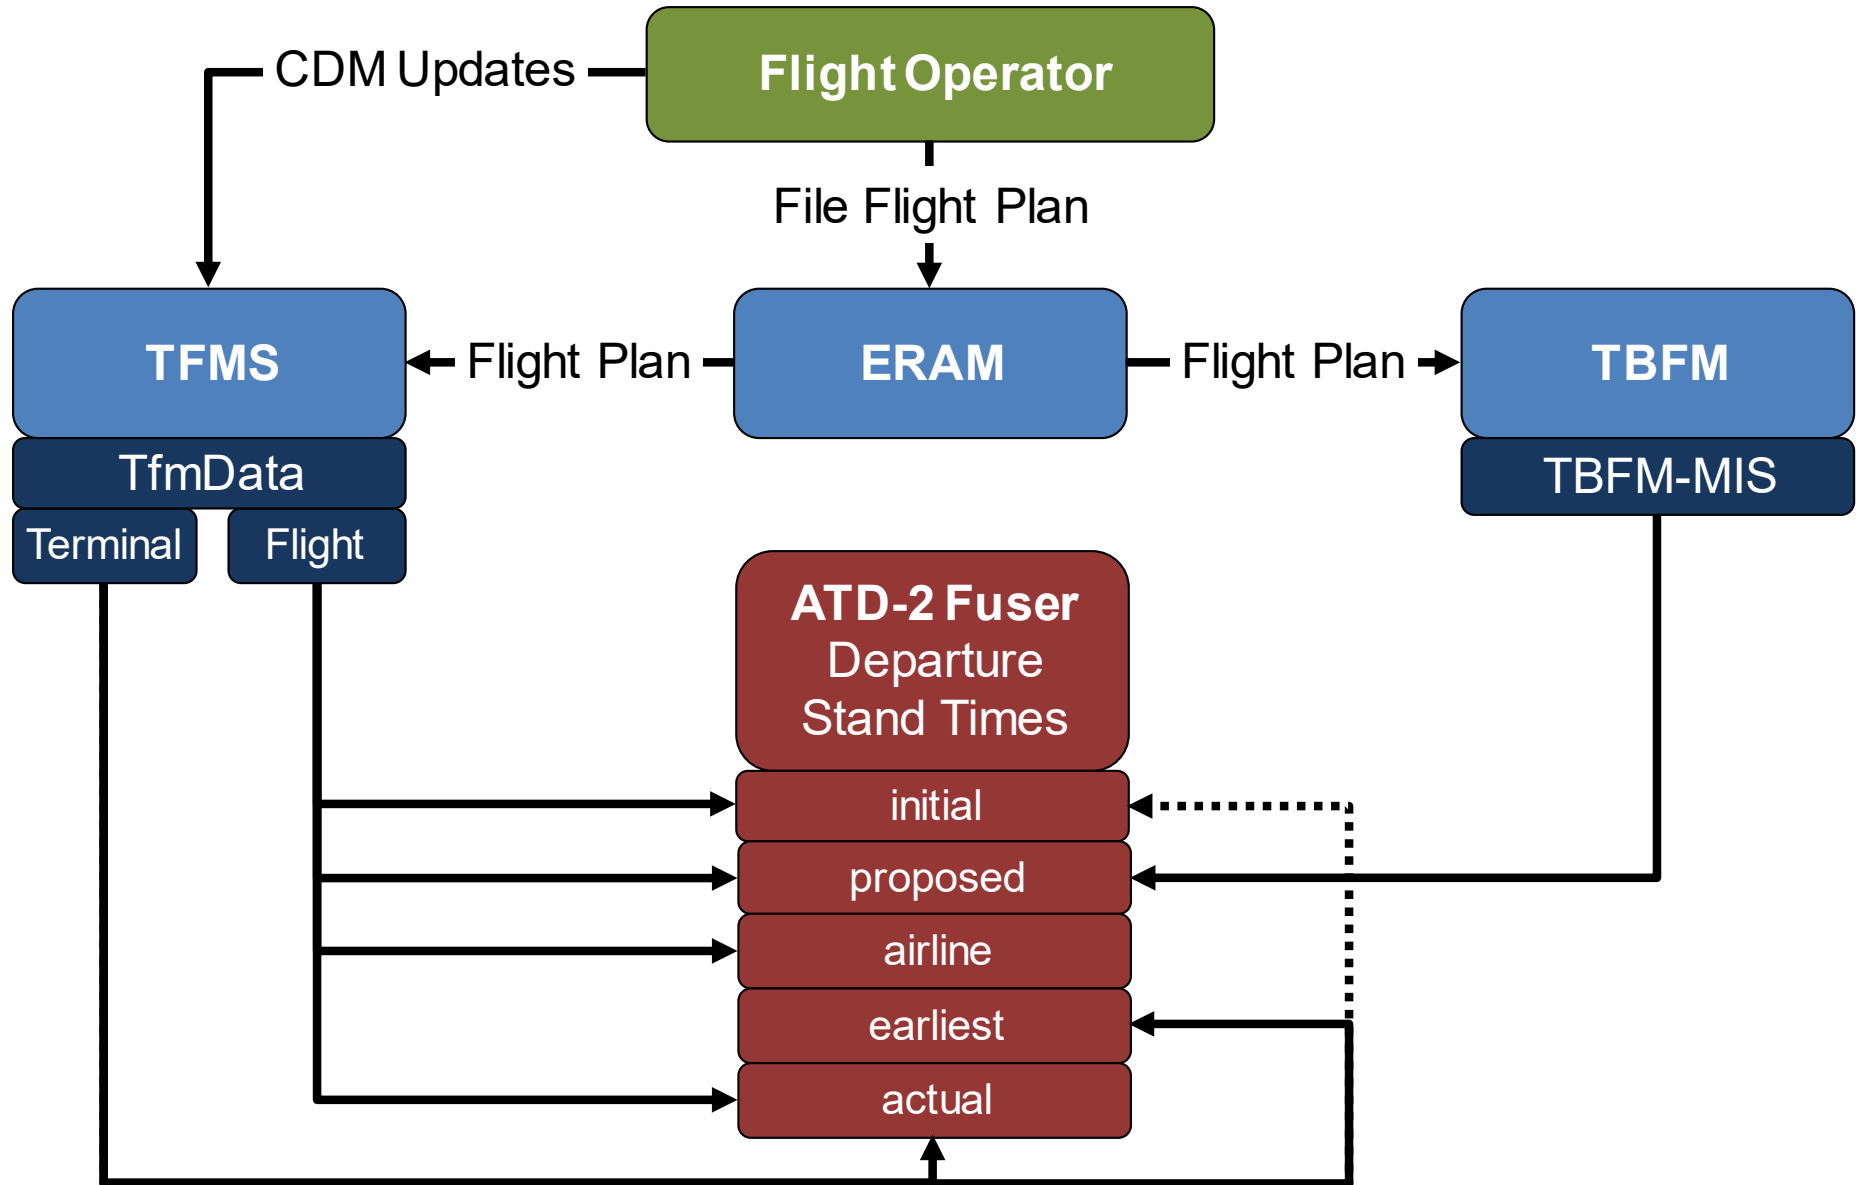 CDM Updates
Flight Operator
File Flight Plan
TFMS
Flight Plan
ERAM
Flight Plan
TBFM
TfmData
TBFM-MIS
Terminal
Flight
ATD-2 Fuser
Departure
Stand Times
initial
proposed
airline
earliest
actual